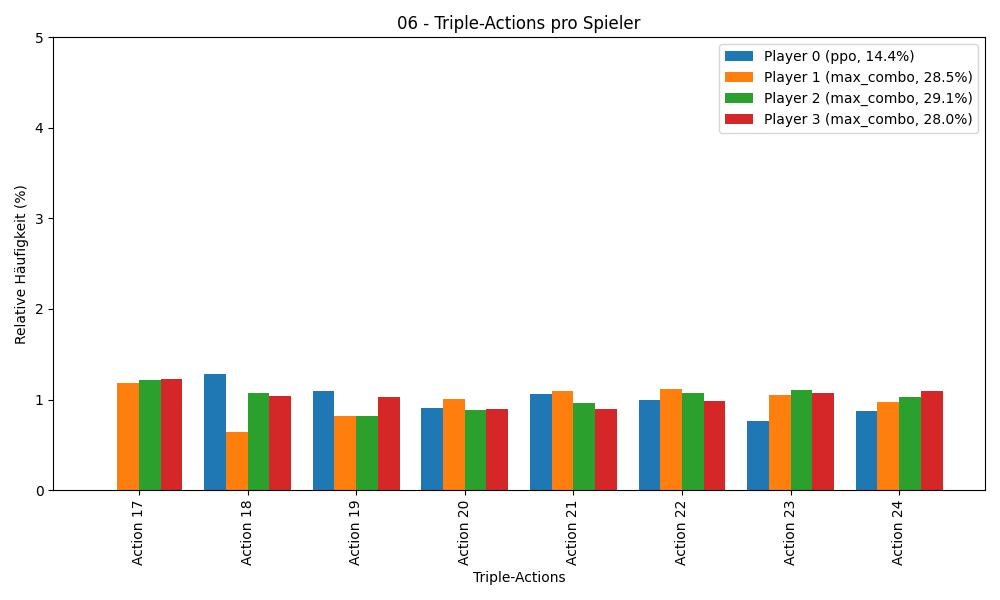 06 - Triple-Actions pro Spieler
Player 0 (ppo, 14.4%)
Player 1 (max_combo, 28.5%)
Player 2 (max_combo, 29.1%)
Player 3 (max_combo, 28.0%)
Relative Häufigkeit (%)
5
4
3
2
1
0
Action 17
Action 18
Action 19
Action 20
Action 21
Action 22
Action 23
Action 24
Triple-Actions